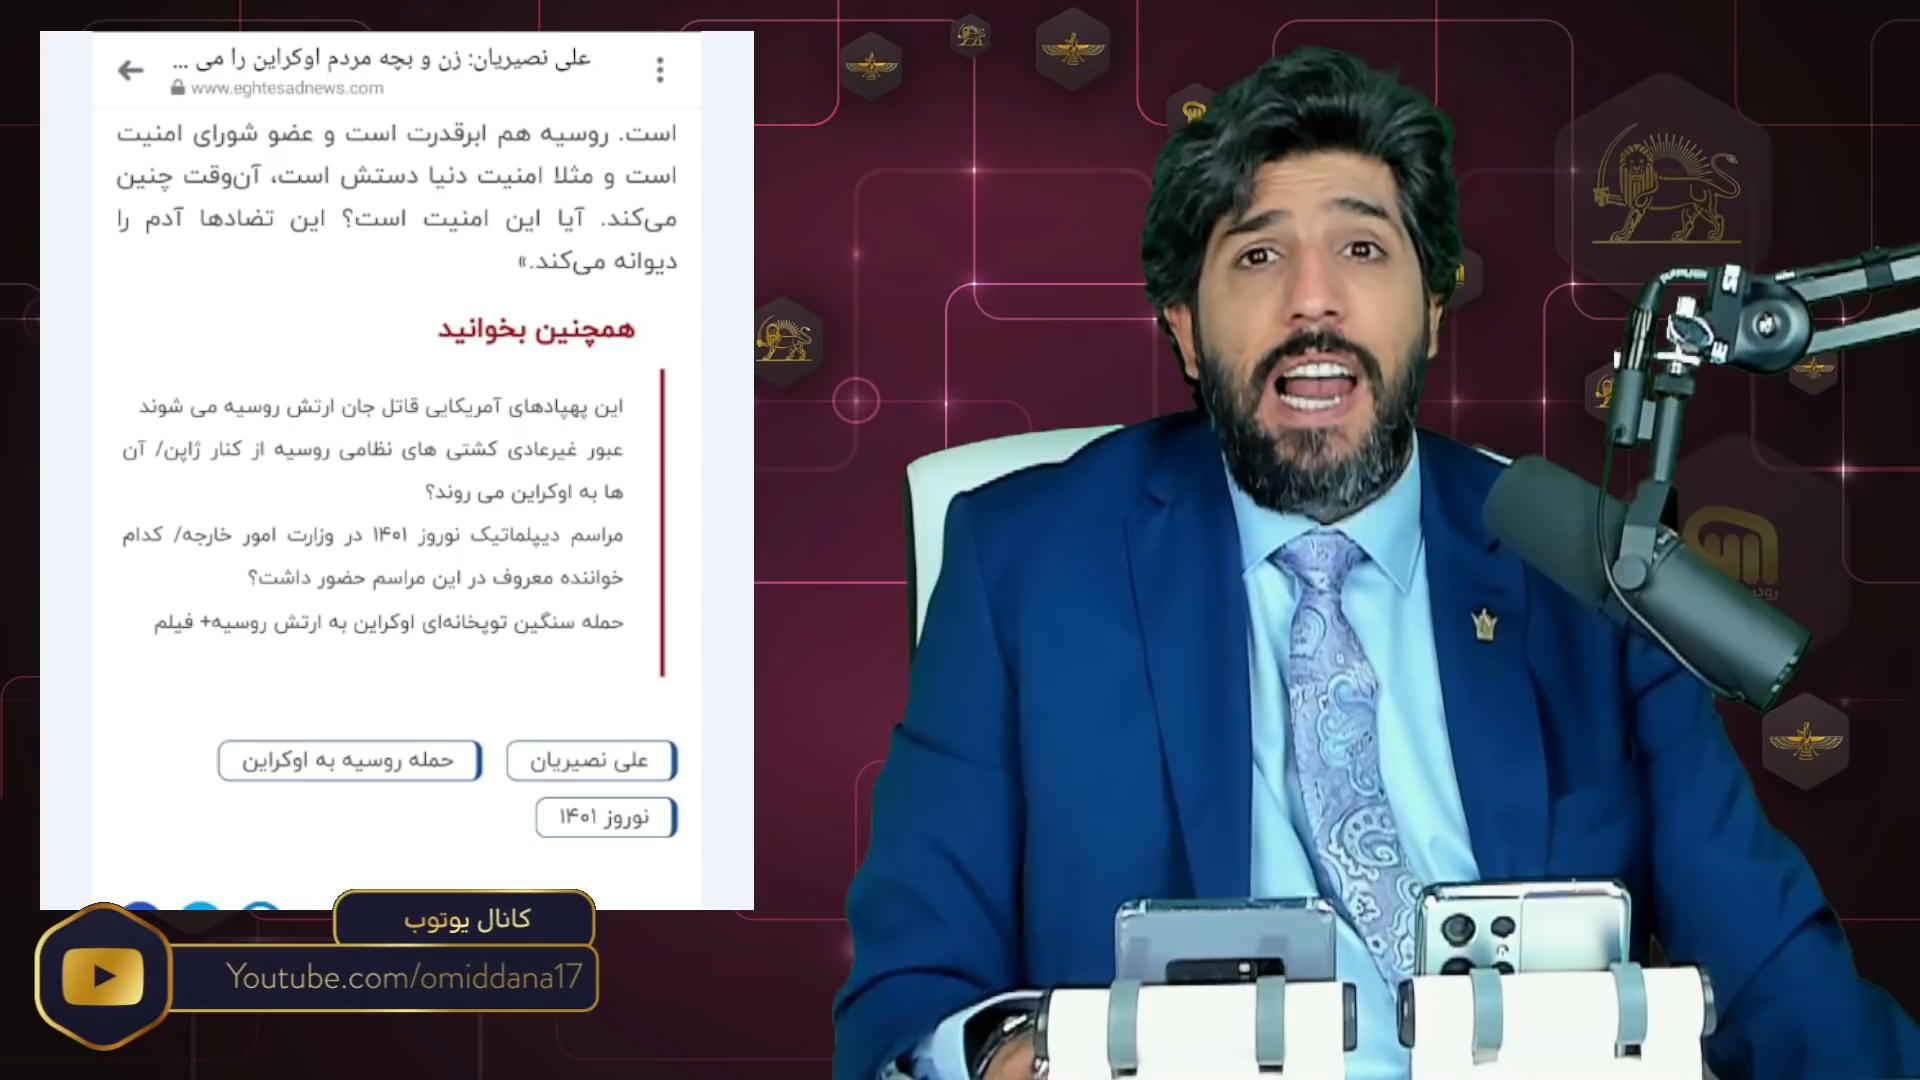 علی نصیریان: زن و بچه مردم اوکراین را می ...
www.eghtesadnews.com
است. روسیه هم ابرقدرت است و عضو شورای امنیت
است و مثلا امنیت دنیا دستش است، آن‌وقت چنین
می‌کند. آیا این امنیت است؟ این تضادها آدم را
دیوانه می‌کند.»
همچنین بخوانید
این پهپادهای آمریکایی قاتل جان ارتش روسیه می شوند
عبور غیرعادی کشتی های نظامی روسیه از کنار ژاپن/ آن
ها به اوکراین می روند؟
مراسم دیپلماتیک نوروز ۱۴۰۱ در وزارت امور خارجه/ کدام
خواننده معروف در این مراسم حضور داشت؟
حمله سنگین توپخانه‌ای اوکراین به ارتش روسیه+ فیلم
علی نصیریان
حمله روسیه به اوکراین
نوروز ۱۴۰۱
کانال یوتوب
Youtube.com/omiddana17